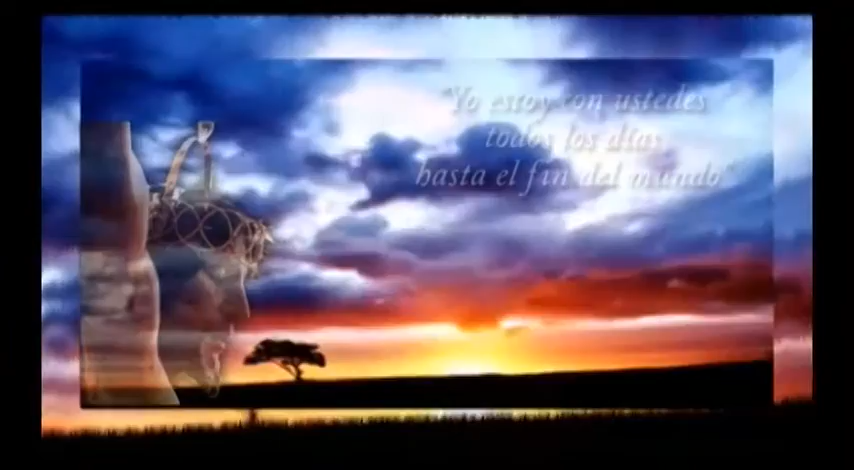 "Yo estoy con ustedes
todos los días
hasta el fin del mundo"